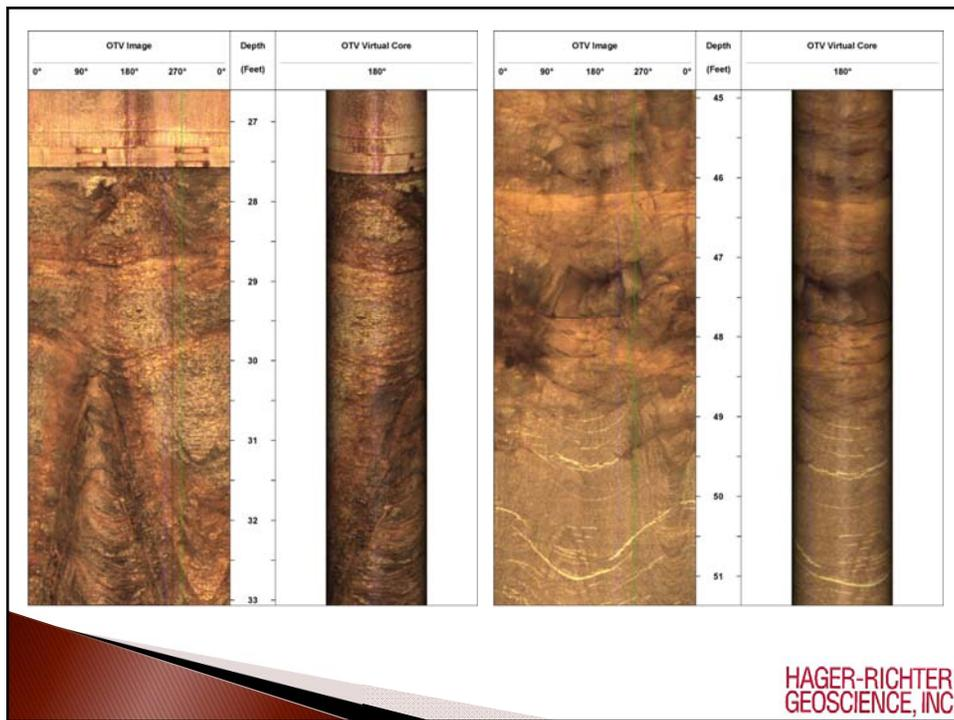 OTV Image Depth OTV Virtual Core
(Feet)
0° 90° 180° 270° 0° 180°
27
28
29
30
31
32
33
OTV Image Depth OTV Virtual Core
(Feet)
0° 90° 180° 270° 0° 180°
45
46
47
48
49
50
51
HAGER-RICHTER
GEOSCIENCE, INC